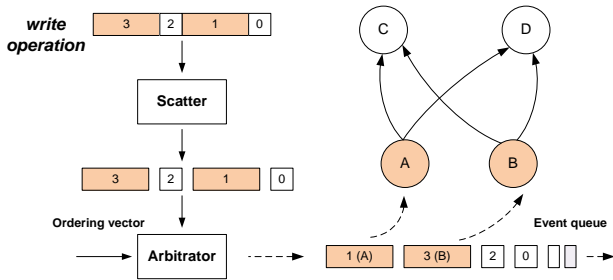 write
operation
3 2 1 0
Scatter
3 2 1 0
Ordering vector
Arbitrator
C D
A B
Event queue
1 (A) 3 (B) 2 0